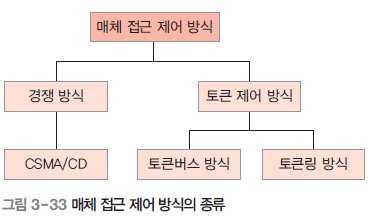 매체 접근 제어 방식
경쟁 방식
토큰 제어 방식
CSMA/CD
토큰버스 방식
토큰링 방식
그림 3-33 매체 접근 제어 방식의 종류